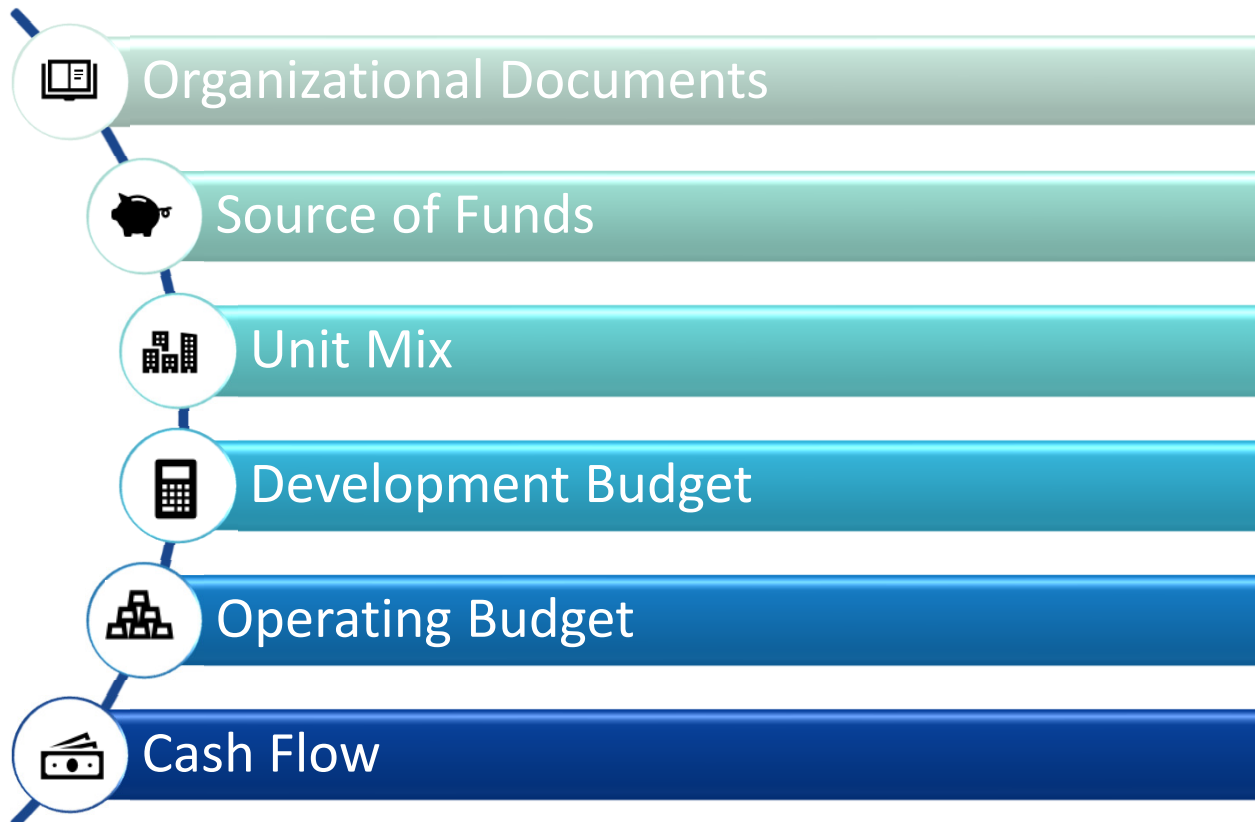 Organizational Documents
Source of Funds
Unit Mix
Development Budget
Operating Budget
Cash Flow